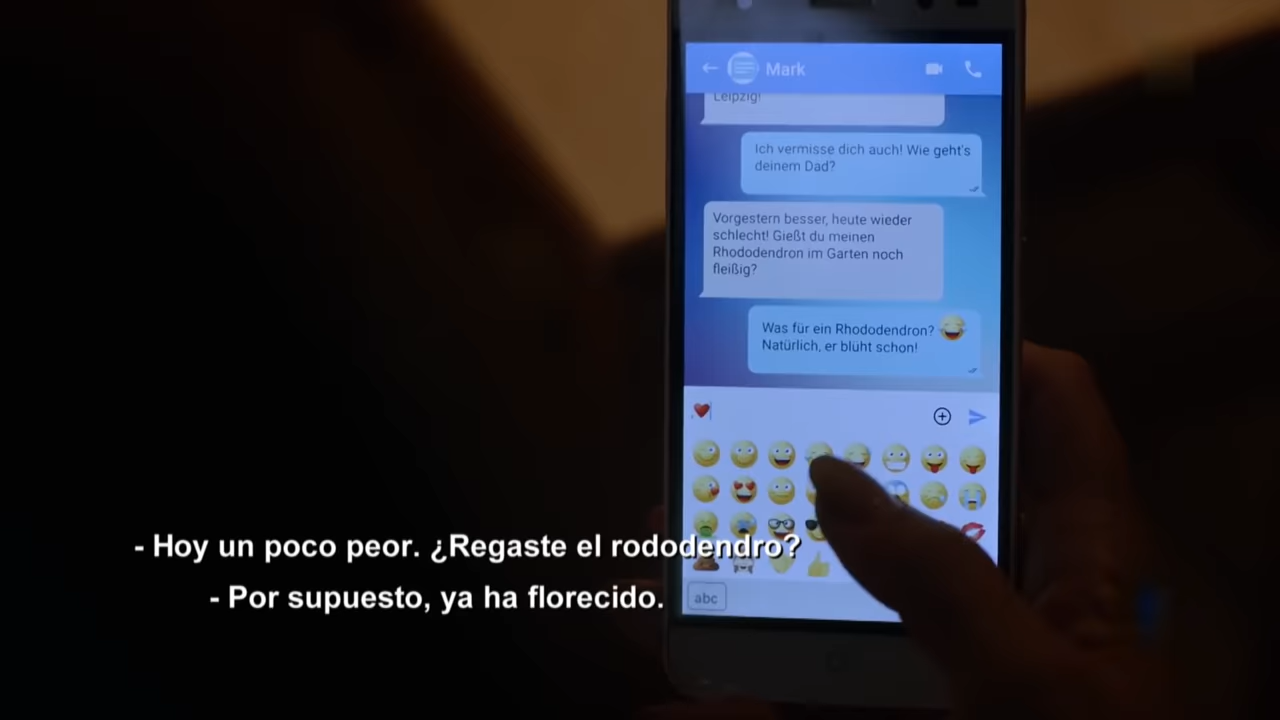 Mark
Leipzig!
Ich vermisse dich auch! Wie geht's
deinem Dad?
Vorgestern besser, heute wieder
schlecht! Gießt du meinen
Rhododendron im Garten noch
fleißig?
Was für ein Rhododendron? 😄
Natürlich, er blüht schon!
❤️
abc
- Hoy un poco peor. ¿Regaste el rododendro?
- Por supuesto, ya ha florecido.